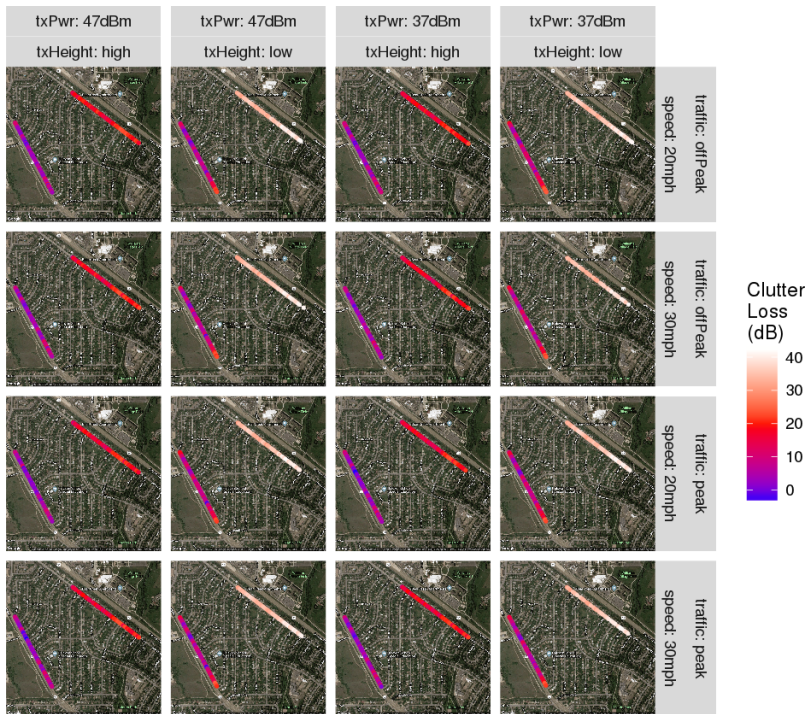 txPwr: 47dBm
txPwr: 47dBm
txPwr: 37dBm
txPwr: 37dBm
txHeight: high
txHeight: low
txHeight: high
txHeight: low
traffic: offPeak
speed: 20mph
traffic: offPeak
speed: 30mph
traffic: peak
speed: 20mph
traffic: peak
speed: 30mph
Clutter
Loss
(dB)
40
30
20
10
0